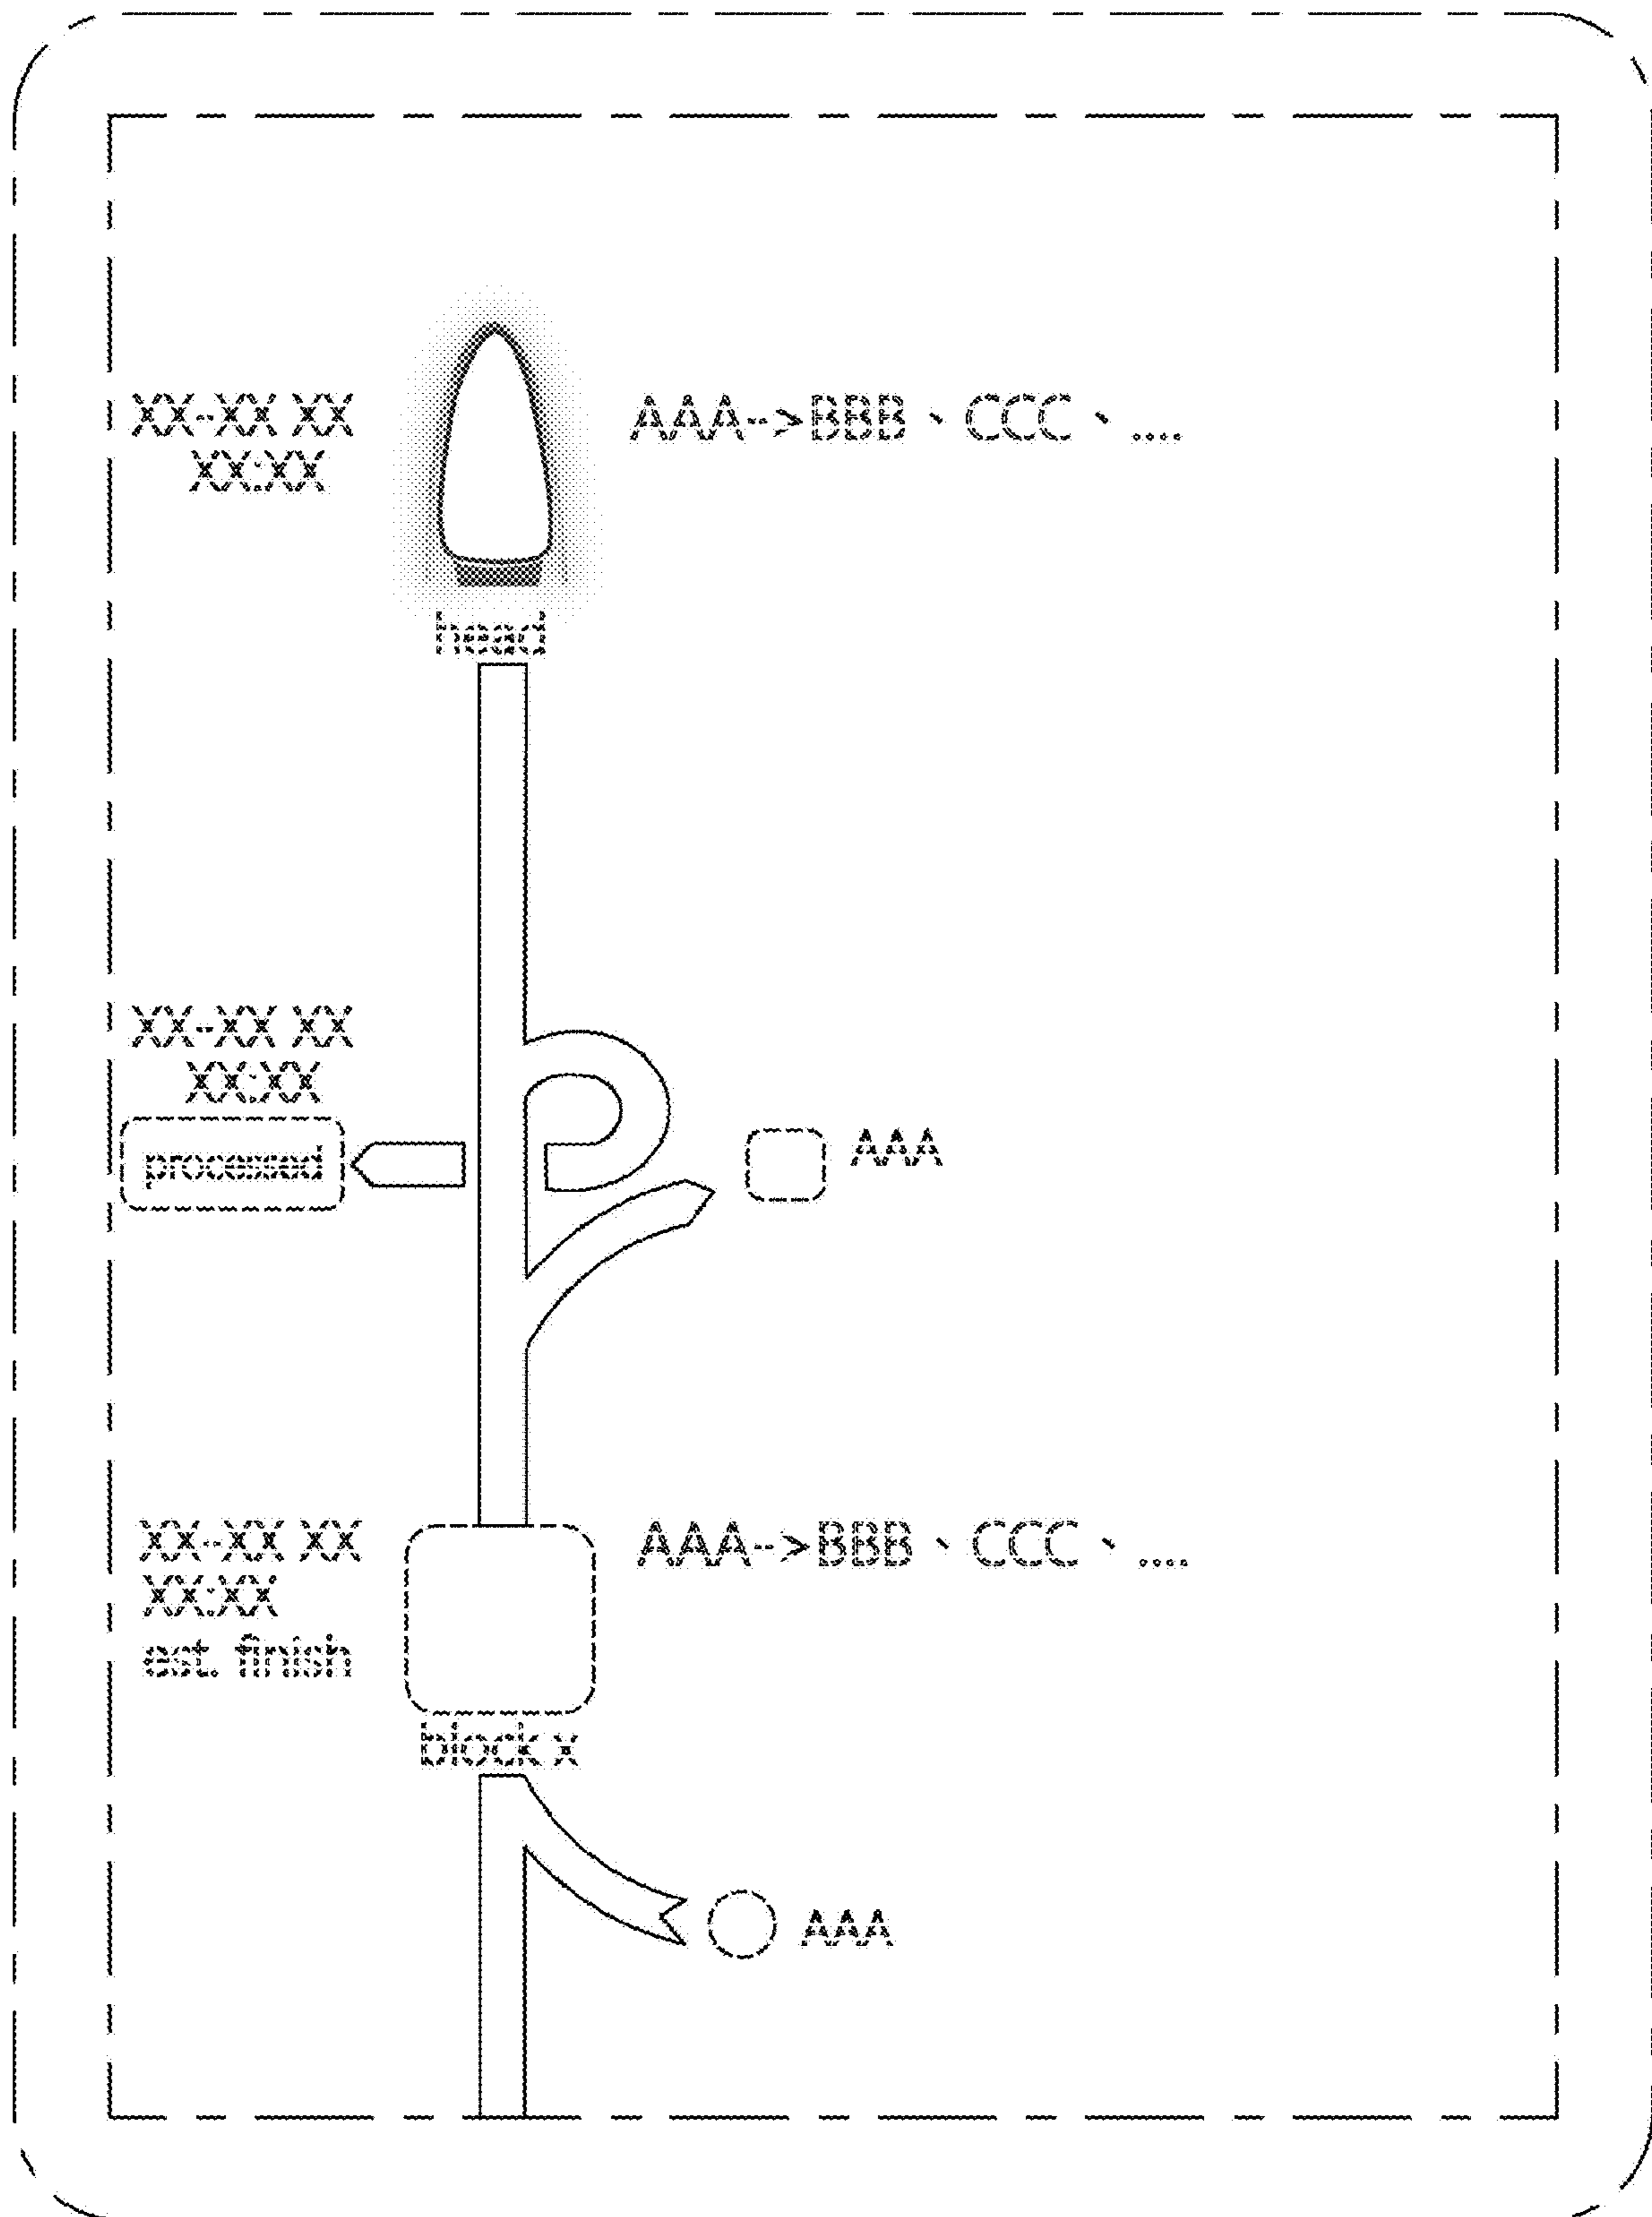 XX-XX XX
XX:XX
AAA-->BBB、CCC、....
head
XX-XX XX
XX:XX
processed
AAA
XX-XX XX
XX:XX
est. finish
AAA-->BBB、CCC、....
block x
AAA